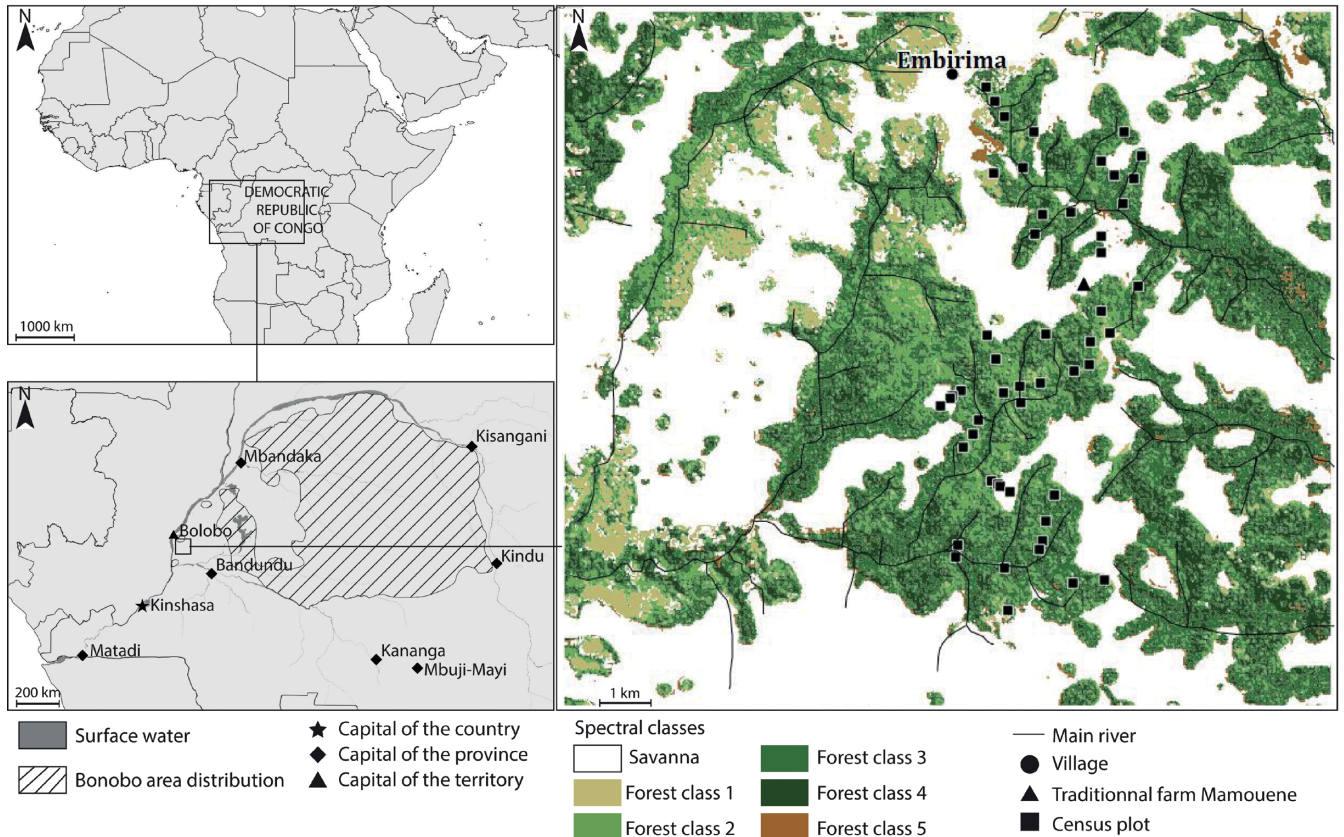 N
DEMOCRATIC
REPUBLIC
OF CONGO
1000 km
N
Kisangani
Mbandaka
Bolobo
Bandundu
Kindu
Kinshasa
Matadi
Kananga
Mbuji-Mayi
200 km
N
Embirima
1 km
Surface water
Bonobo area distribution
Capital of the country
Capital of the province
Capital of the territory
Spectral classes
Savanna
Forest class 1
Forest class 2
Forest class 3
Forest class 4
Forest class 5
Main river
Village
Traditionnal farm Mamouene
Census plot